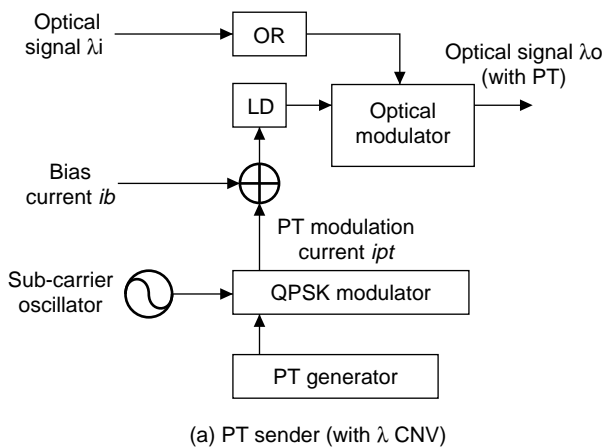 Optical
signal λi
OR
Optical signal λo
(with PT)
LD
Optical
modulator
Bias
current ib
PT modulation
current ipt
Sub-carrier
oscillator
QPSK modulator
PT generator
(a) PT sender (with λ CNV)